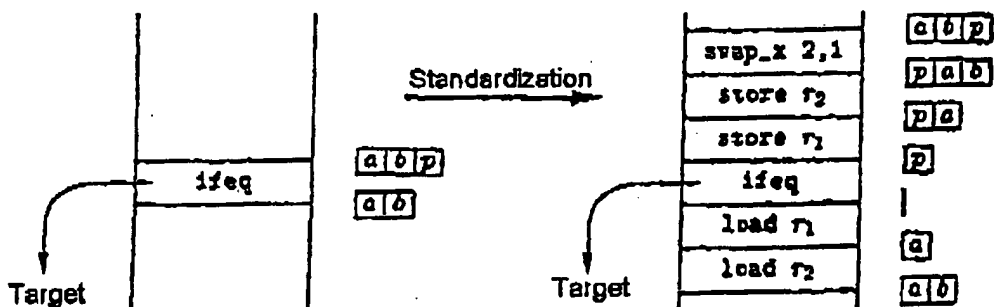 a b p
swap_x 2,1
p a b
Standardization
store r2
p a
store r1
a b p
p
ifeq
ifeq
a b
load r1
a
load r2
Target
Target
a b